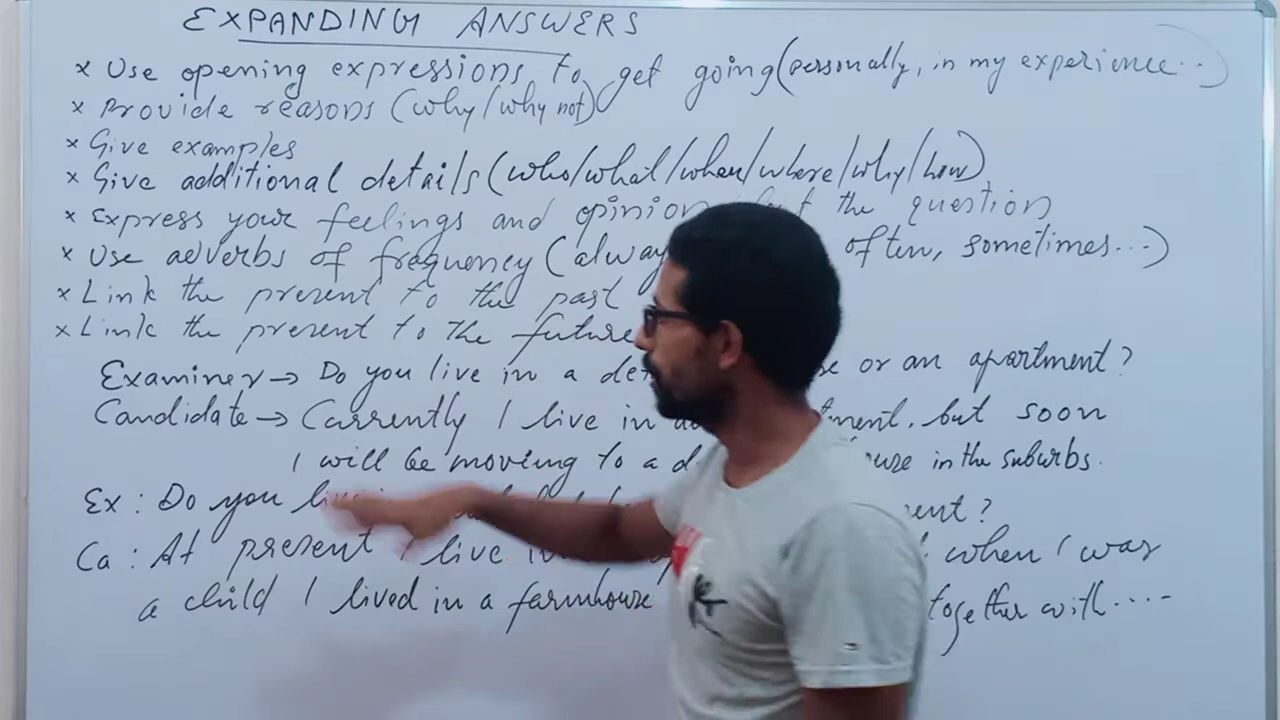 EXPANDING ANSWERS
× Use opening expressions to get going (personally, in my experience...)
× Provide reasons (why/why not)
× Give examples
× Give additional details (who/what/when/where/why/how)
× Express your feelings and opinion the question
× Use adverbs of frequency (always often, sometimes...)
× Link the present to the past
× Link the present to the future
Examiner → Do you live in a or an apartment?
Candidate → Currently I live in but soon
I will be moving to a in the suburbs.
Ex: Do you
Ca: At present I live when I was
a child I lived in a farmhouse together with....